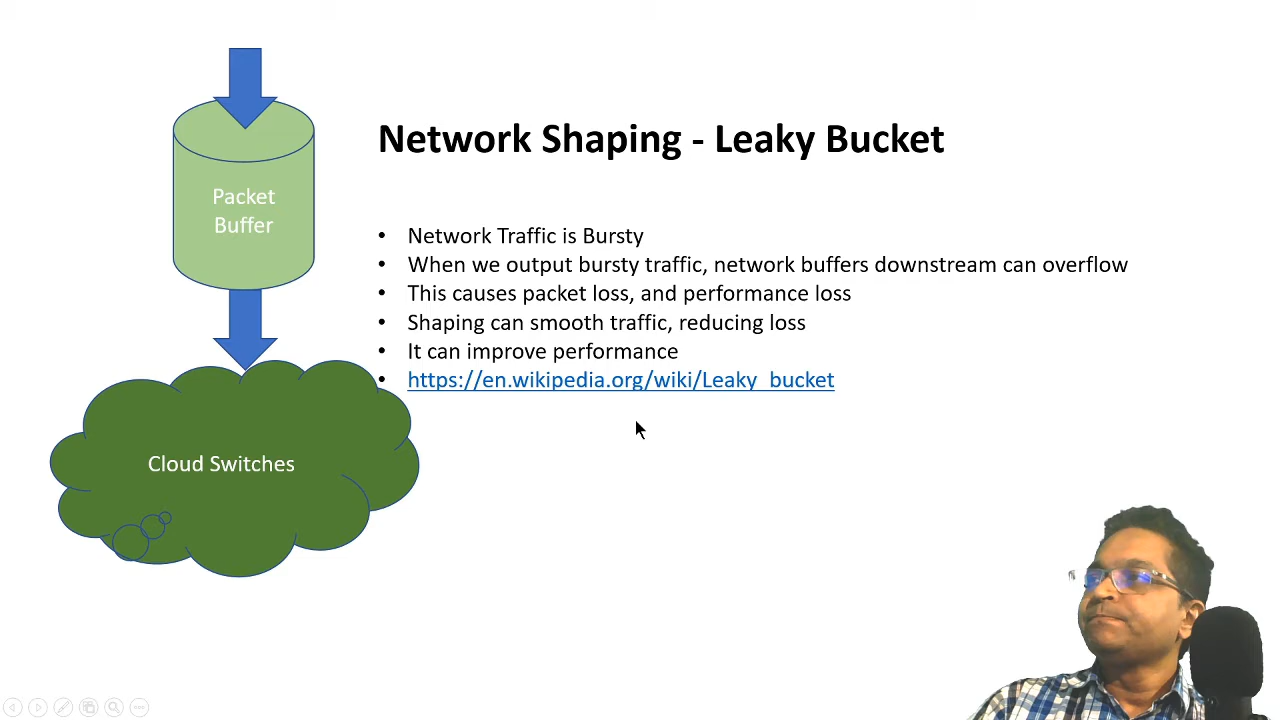 Network Shaping - Leaky Bucket
Packet
Buffer
• Network Traffic is Bursty
• When we output bursty traffic, network buffers downstream can overflow
• This causes packet loss, and performance loss
• Shaping can smooth traffic, reducing loss
• It can improve performance
• https://en.wikipedia.org/wiki/Leaky_bucket
Cloud Switches